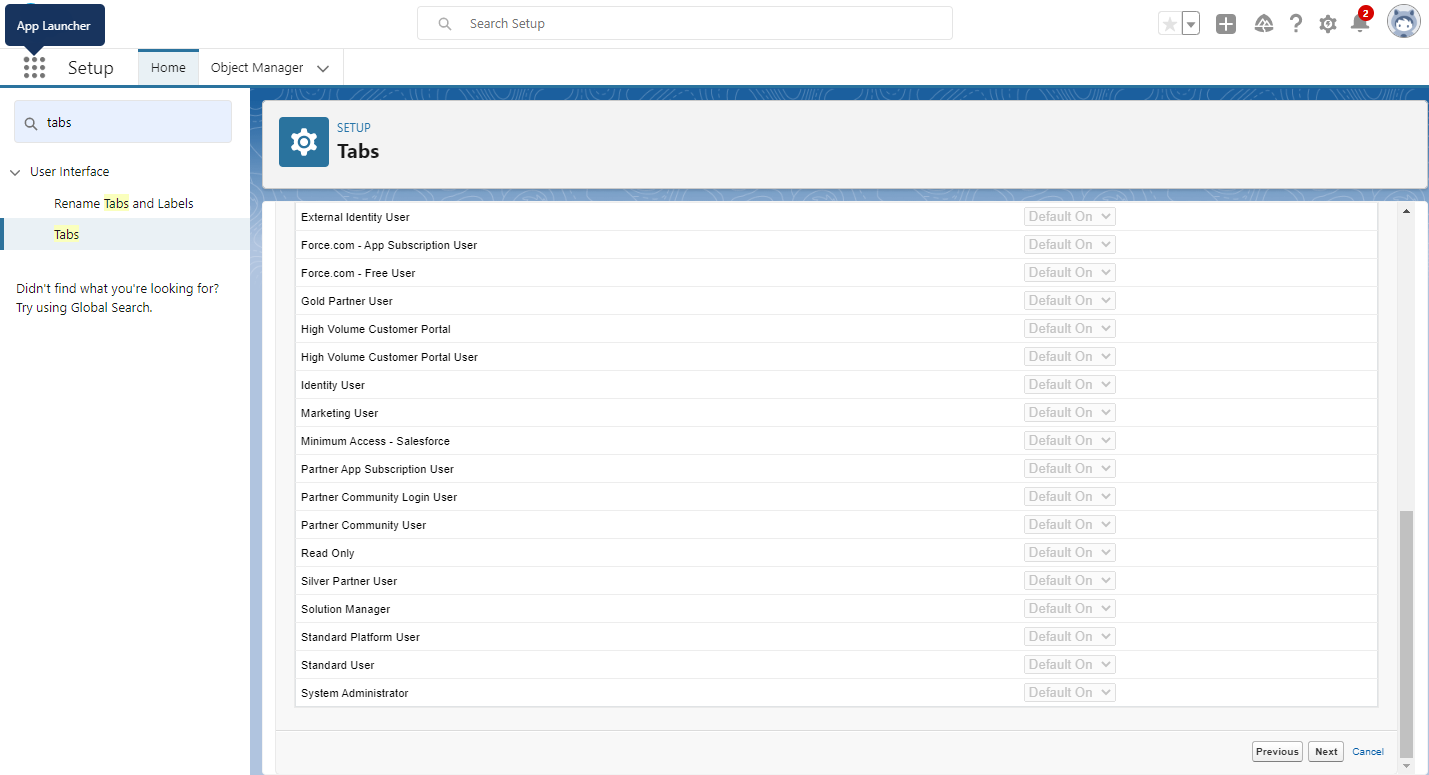 App Launcher
Search Setup
2
Setup
Home
Object Manager
tabs
User Interface
Rename Tabs and Labels
Tabs
Didn't find what you're looking for?
Try using Global Search.
SETUP
Tabs
External Identity User Default On
Force.com - App Subscription User Default On
Force.com - Free User Default On
Gold Partner User Default On
High Volume Customer Portal Default On
High Volume Customer Portal User Default On
Identity User Default On
Marketing User Default On
Minimum Access - Salesforce Default On
Partner App Subscription User Default On
Partner Community Login User Default On
Partner Community User Default On
Read Only Default On
Silver Partner User Default On
Solution Manager Default On
Standard Platform User Default On
Standard User Default On
System Administrator Default On
Previous Next Cancel